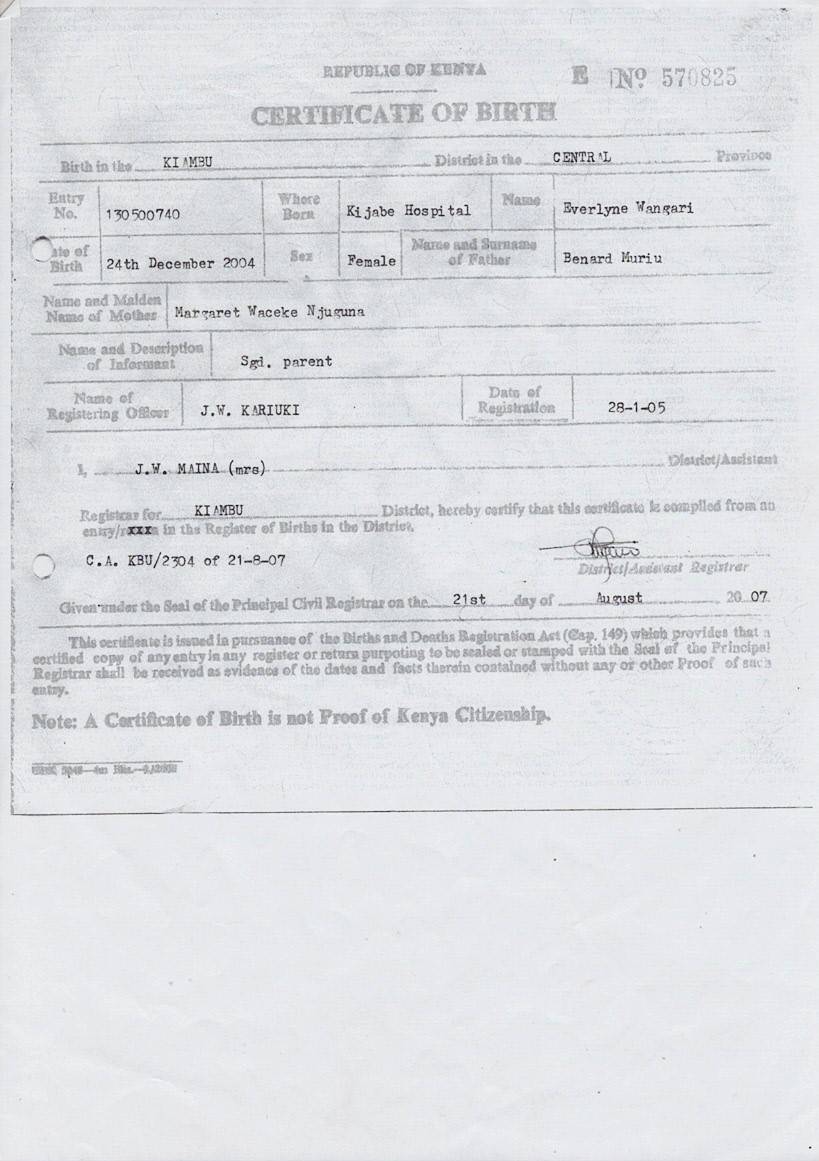 REPUBLIC OF KENYA
E No 570825
CERTIFICATE OF BIRTH
Birth in the KIAMBU District in the CENTRAL Province
Entry No. 130500740 Where Born Kijabe Hospital Name Everlyne Wangari
ate of Birth 24th December 2004 Sex Female Name and Surname of Father Benard Muriu
Name and Maiden Name of Mother Margaret Waceke Njuguna
Name and Description of Informant Sgd. parent
Name of Registering Officer J.W. KARIUKI Date of Registration 28-1-05
I, J.W. MAINA (mrs) District/Assistant
Registrar for KIAMBU District, hereby certify that this certificate is compiled from an
entry/rxxxn in the Register of Births in the District.
C.A. KBU/2304 of 21-8-07
District/Assistant Registrar
Given under the Seal of the Principal Civil Registrar on the 21st day of August 2007.
This certificate is issued in pursuance of the Births and Deaths Registration Act (Cap. 149) which provides that a
certified copy of any entry in any register or return purpoting to be sealed or stamped with the Seal of the Principal
Registrar shall be received as evidence of the dates and facts therein contained without any or other Proof of such
entry.
Note: A Certificate of Birth is not Proof of Kenya Citizenship.